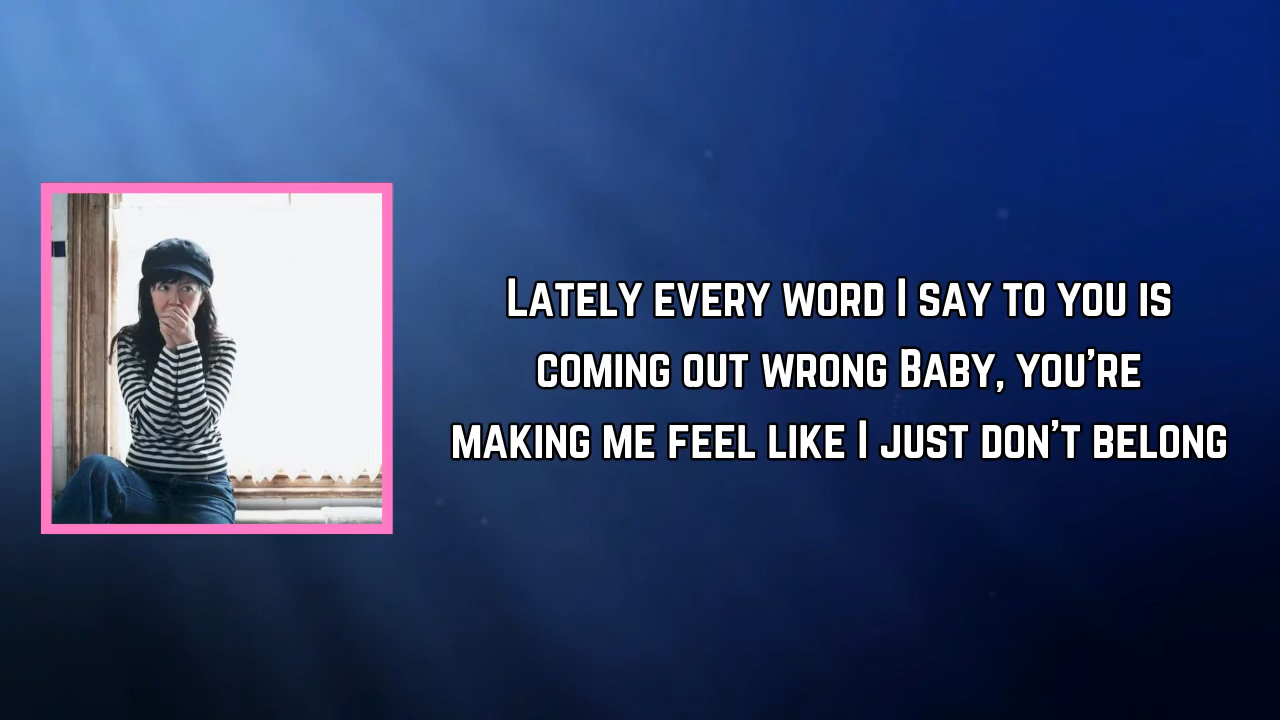 Lately every word I say to you is
coming out wrong Baby, you're
making me feel like I just don't belong